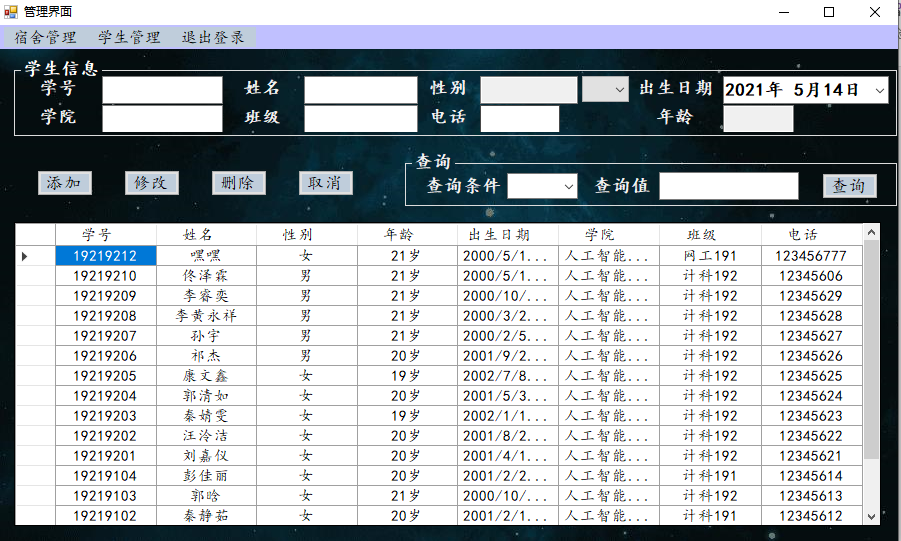 管理界面
宿舍管理 学生管理 退出登录
学生信息
学号 姓名 性别 出生日期 2021年 5月14日
学院 班级 电话 年龄
添加 修改 删除 取消
查询
查询条件 查询值 查询
学号 姓名 性别 年龄 出生日期 学院 班级 电话
19219212 嘿嘿 女 21岁 2000/5/1... 人工智能... 网工191 123456777
19219210 佟泽霖 男 21岁 2000/5/1... 人工智能... 计科192 12345606
19219209 李睿奕 男 21岁 2000/10/... 人工智能... 计科192 12345629
19219208 李黄永祥 男 21岁 2000/3/2... 人工智能... 计科192 12345628
19219207 孙宇 男 21岁 2000/2/5... 人工智能... 计科192 12345627
19219206 祁杰 男 20岁 2001/9/2... 人工智能... 计科192 12345626
19219205 康文鑫 女 19岁 2002/7/8... 人工智能... 计科192 12345625
19219204 郭清如 女 20岁 2001/5/3... 人工智能... 计科192 12345624
19219203 秦婧雯 女 19岁 2002/1/1... 人工智能... 计科192 12345623
19219202 汪泠洁 女 20岁 2001/8/2... 人工智能... 计科192 12345622
19219201 刘嘉仪 女 20岁 2001/4/1... 人工智能... 计科192 12345621
19219104 彭佳丽 女 20岁 2001/2/2... 人工智能... 计科191 12345614
19219103 郭晗 女 21岁 2000/10/... 人工智能... 计科192 12345613
19219102 秦静茹 女 20岁 2001/2/1... 人工智能... 计科191 12345612